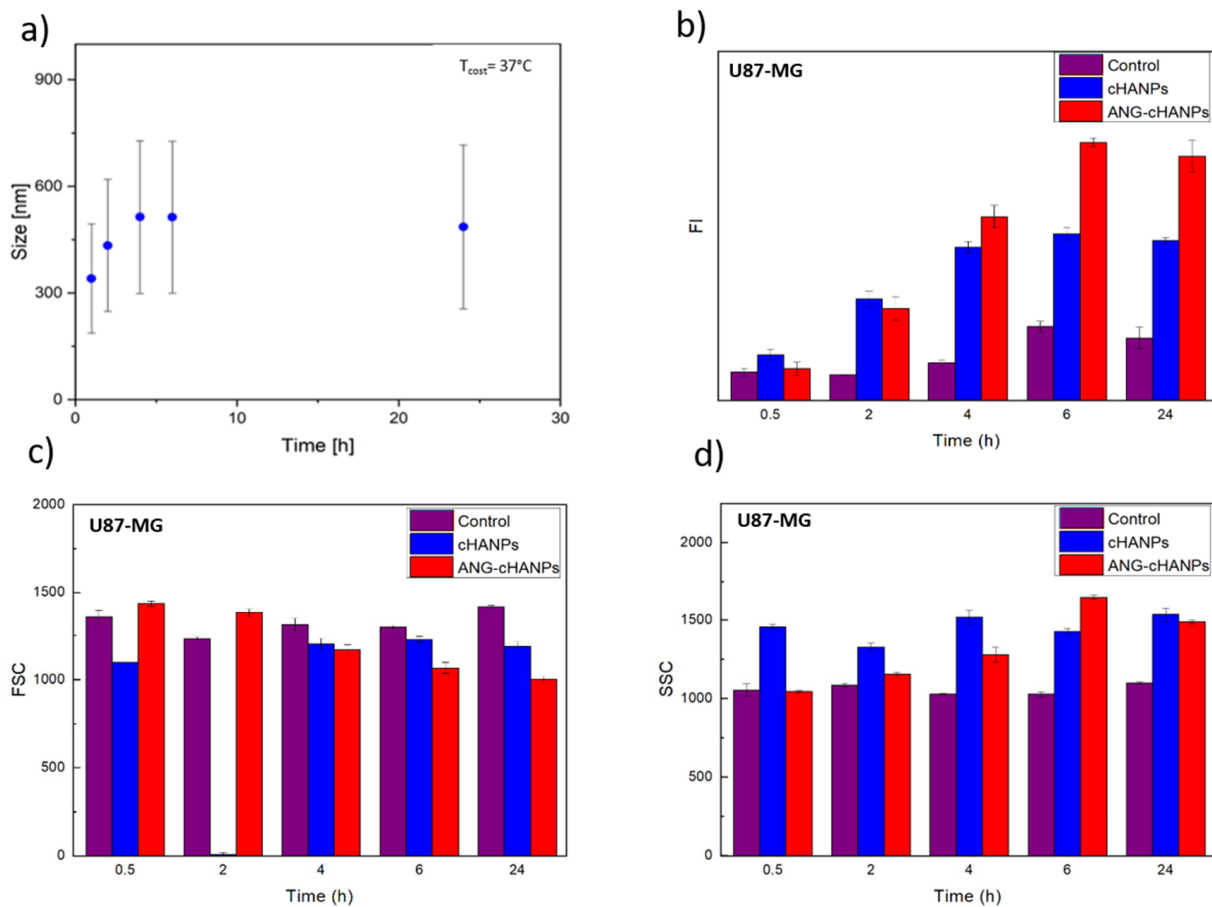 a)
T_cost= 37°C
900
600
300
0
Size [nm]
0 10 20 30
Time [h]
b)
U87-MG
Control
cHANPs
ANG-cHANPs
FI
0.5 2 4 6 24
Time (h)
c)
U87-MG
Control
cHANPs
ANG-cHANPs
2000
1500
1000
500
0
FSC
0.5 2 4 6 24
Time (h)
d)
U87-MG
Control
cHANPs
ANG-cHANPs
2000
1500
1000
500
0
SSC
0.5 2 4 6 24
Time (h)